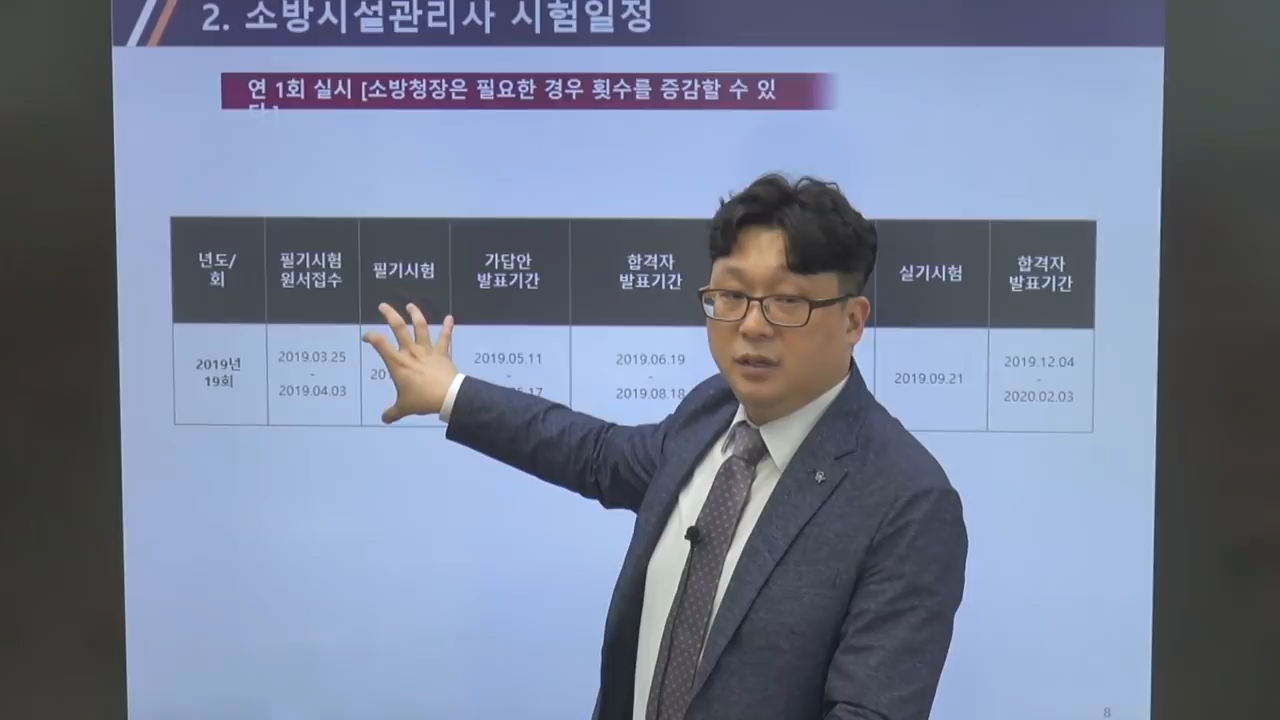 2. 소방시설관리사 시험일정
연 1회 실시 [소방청장은 필요한 경우 횟수를 증감할 수 있
다.]
년도/
회
필기시험
원서접수
필기시험
가답안
발표기간
합격자
발표기간
실기시험
합격자
발표기간
2019년
19회
2019.03.25
-
2019.04.03
20
2019.05.11
5.17
2019.06.19
-
2019.08.18
2019.09.21
2019.12.04
-
2020.02.03
8